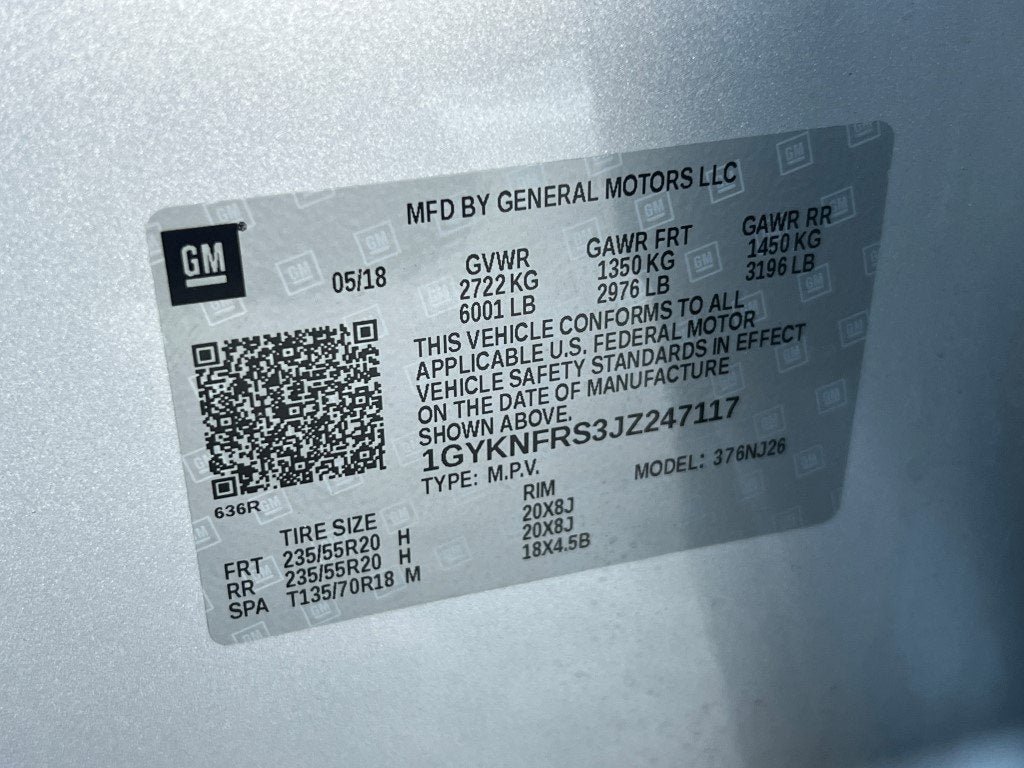 MFD BY GENERAL MOTORS LLC
GM
05/18
GVWR
2722 KG
6001 LB
GAWR FRT
1350 KG
2976 LB
GAWR RR
1450 KG
3196 LB
THIS VEHICLE CONFORMS TO ALL
APPLICABLE U.S. FEDERAL MOTOR
VEHICLE SAFETY STANDARDS IN EFFECT
ON THE DATE OF MANUFACTURE
SHOWN ABOVE.
1GYKNFRS3JZ247117
TYPE: M.P.V.
MODEL: 376NJ26
636R
TIRE SIZE RIM
FRT 235/55R20 H 20X8J
RR 235/55R20 H 20X8J
SPA T135/70R18 M 18X4.5B